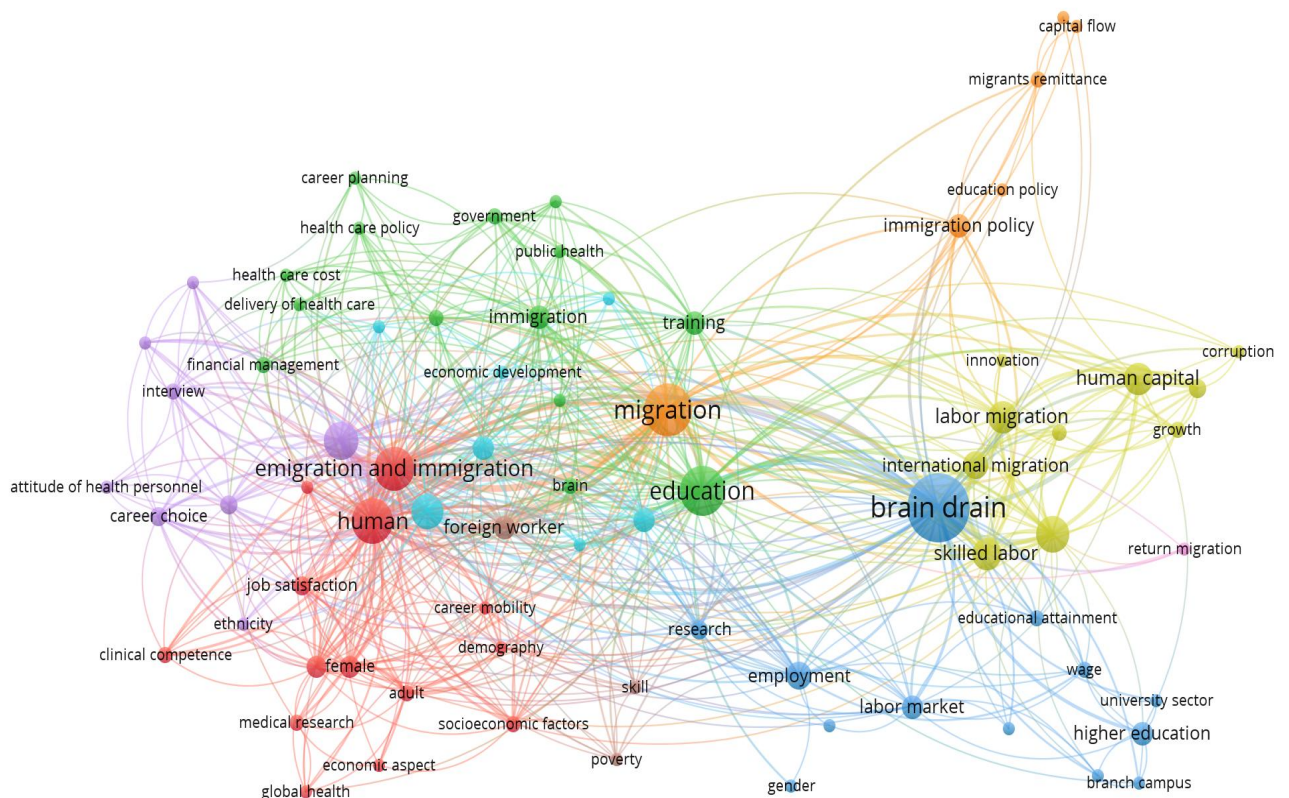 capital flow
migrants remittance
career planning
education policy
government
health care policy
immigration policy
public health
health care cost
delivery of health care
immigration
training
corruption
innovation
financial management
economic development
human capital
interview
migration
labor migration
growth
emigration and immigration
international migration
attitude of health personnel
brain
education
career choice
human
foreign worker
brain drain
skilled labor
return migration
job satisfaction
career mobility
educational attainment
ethnicity
research
demography
clinical competence
female
wage
employment
skill
adult
university sector
labor market
medical research
socioeconomic factors
higher education
poverty
economic aspect
branch campus
gender
global health